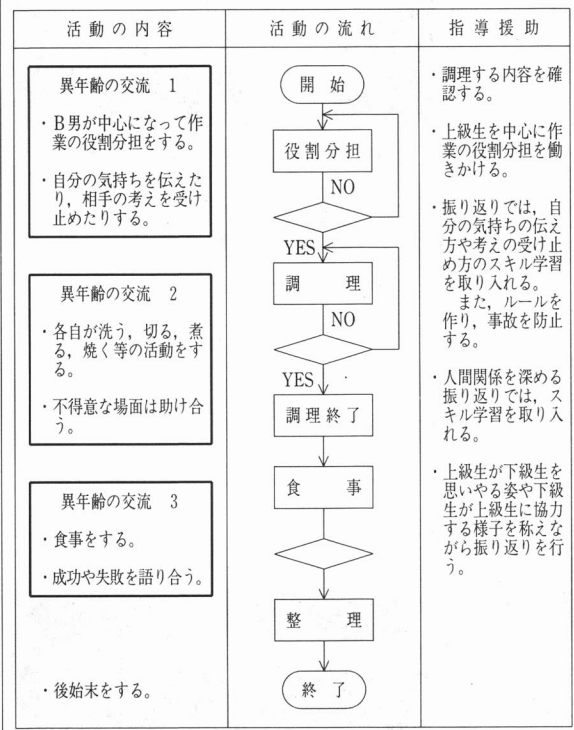 活動の内容
活動の流れ
指導援助
異年齢の交流 1
・B男が中心になって作
業の役割分担をする。
・自分の気持ちを伝えた
り，相手の考えを受け
止めたりする。
異年齢の交流 2
・各自が洗う，切る，煮
る，焼く等の活動をす
る。
・不得意な場面は助け合
う。
異年齢の交流 3
・食事をする。
・成功や失敗を語り合う。
・後始末をする。
開始
役割分担
NO
YES
調理
NO
YES
調理終了
食事
整理
終了
・調理する内容を確
認する。
・上級生を中心に作
業の役割分担を働
きかける。
・振り返りでは，自
分の気持ちの伝え
方や考えの受け止
め方のスキル学習
を取り入れる。
また，ルールを
作り，事故を防止
する。
・人間関係を深める
振り返りでは，ス
キル学習を取り入
れる。
・上級生が下級生を
思いやる姿や下級
生が上級生に協力
する様子を称えな
がら振り返りを行
う。